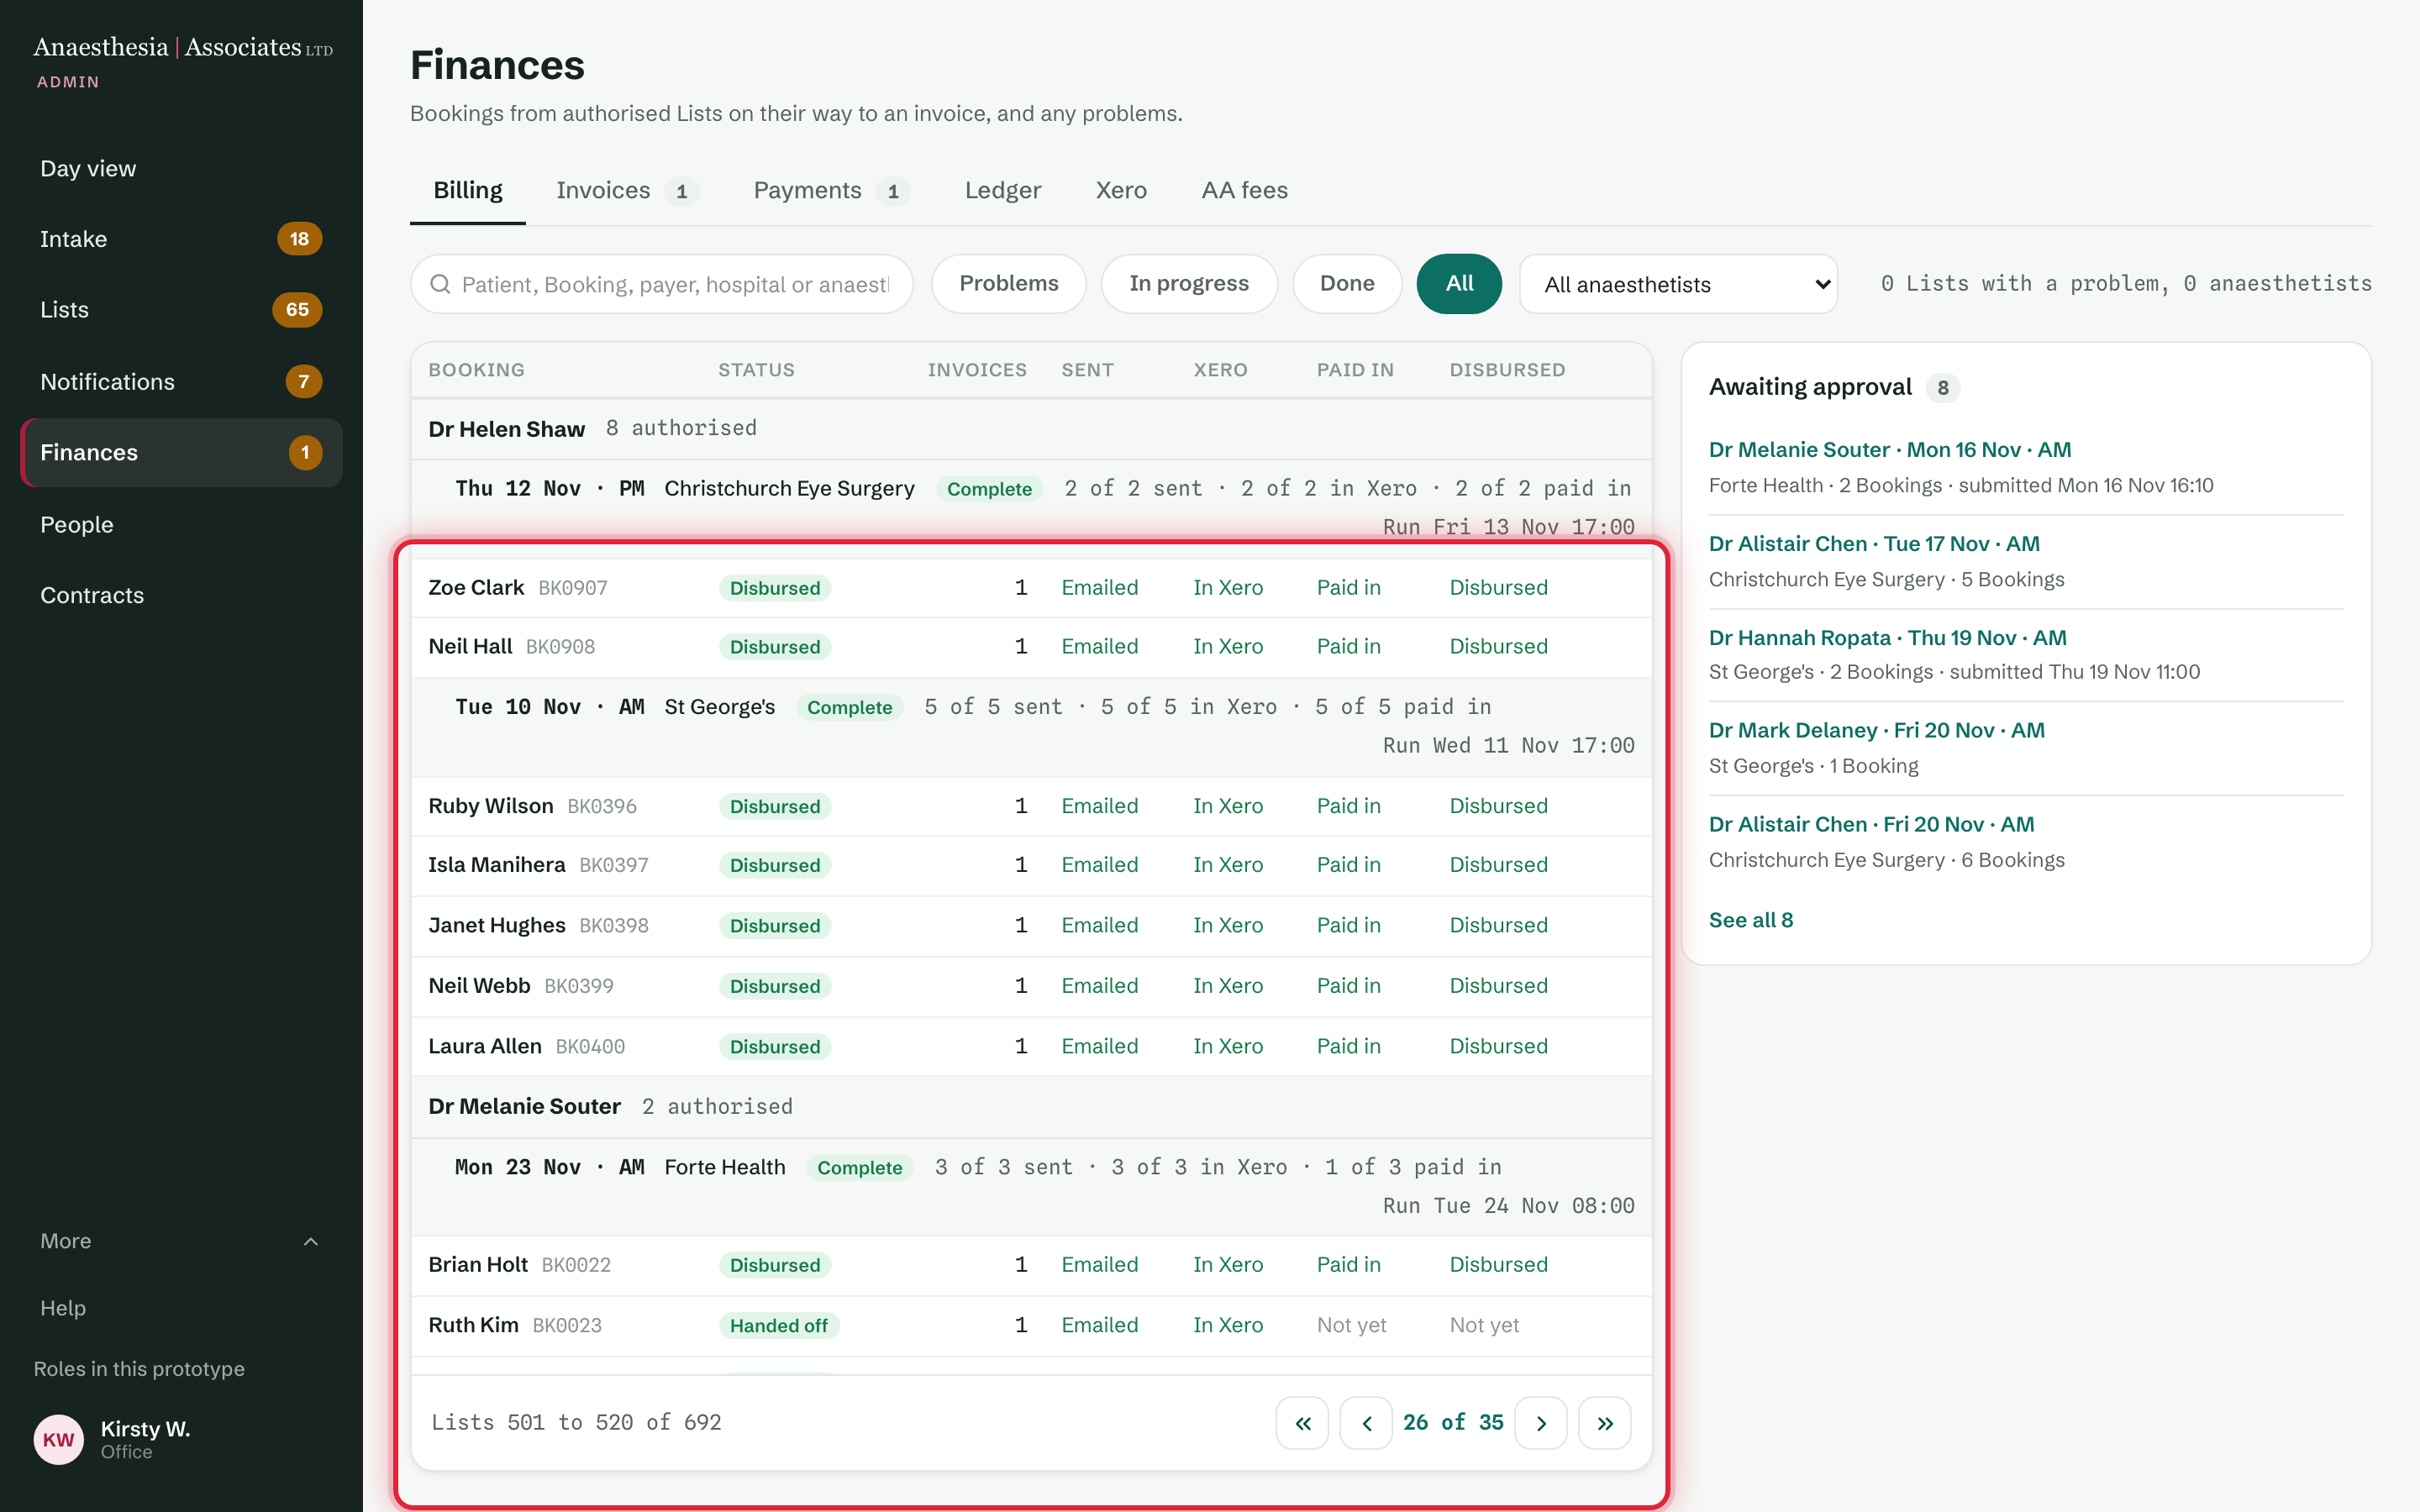 Anaesthesia | Associates LTD
ADMIN
Day view
Intake 18
Lists 65
Notifications 7
Finances 1
People
Contracts
More
Help
Roles in this prototype
KW
Kirsty W.
Office
Finances
Bookings from authorised Lists on their way to an invoice, and any problems.
Billing Invoices 1 Payments 1 Ledger Xero AA fees
Patient, Booking, payer, hospital or anaest Problems In progress Done All All anaesthetists 0 Lists with a problem, 0 anaesthetists
BOOKING STATUS INVOICES SENT XERO PAID IN DISBURSED
Dr Helen Shaw 8 authorised
Thu 12 Nov · PM Christchurch Eye Surgery Complete 2 of 2 sent · 2 of 2 in Xero · 2 of 2 paid in
Run Fri 13 Nov 17:00
Zoe Clark BK0907 Disbursed 1 Emailed In Xero Paid in Disbursed
Neil Hall BK0908 Disbursed 1 Emailed In Xero Paid in Disbursed
Tue 10 Nov · AM St George's Complete 5 of 5 sent · 5 of 5 in Xero · 5 of 5 paid in
Run Wed 11 Nov 17:00
Ruby Wilson BK0396 Disbursed 1 Emailed In Xero Paid in Disbursed
Isla Manihera BK0397 Disbursed 1 Emailed In Xero Paid in Disbursed
Janet Hughes BK0398 Disbursed 1 Emailed In Xero Paid in Disbursed
Neil Webb BK0399 Disbursed 1 Emailed In Xero Paid in Disbursed
Laura Allen BK0400 Disbursed 1 Emailed In Xero Paid in Disbursed
Dr Melanie Souter 2 authorised
Mon 23 Nov · AM Forte Health Complete 3 of 3 sent · 3 of 3 in Xero · 1 of 3 paid in
Run Tue 24 Nov 08:00
Brian Holt BK0022 Disbursed 1 Emailed In Xero Paid in Disbursed
Ruth Kim BK0023 Handed off 1 Emailed In Xero Not yet Not yet
Lists 501 to 520 of 692 « ‹ 26 of 35 › »
Awaiting approval 8
Dr Melanie Souter · Mon 16 Nov · AM
Forte Health · 2 Bookings · submitted Mon 16 Nov 16:10
Dr Alistair Chen · Tue 17 Nov · AM
Christchurch Eye Surgery · 5 Bookings
Dr Hannah Ropata · Thu 19 Nov · AM
St George's · 2 Bookings · submitted Thu 19 Nov 11:00
Dr Mark Delaney · Fri 20 Nov · AM
St George's · 1 Booking
Dr Alistair Chen · Fri 20 Nov · AM
Christchurch Eye Surgery · 6 Bookings
See all 8